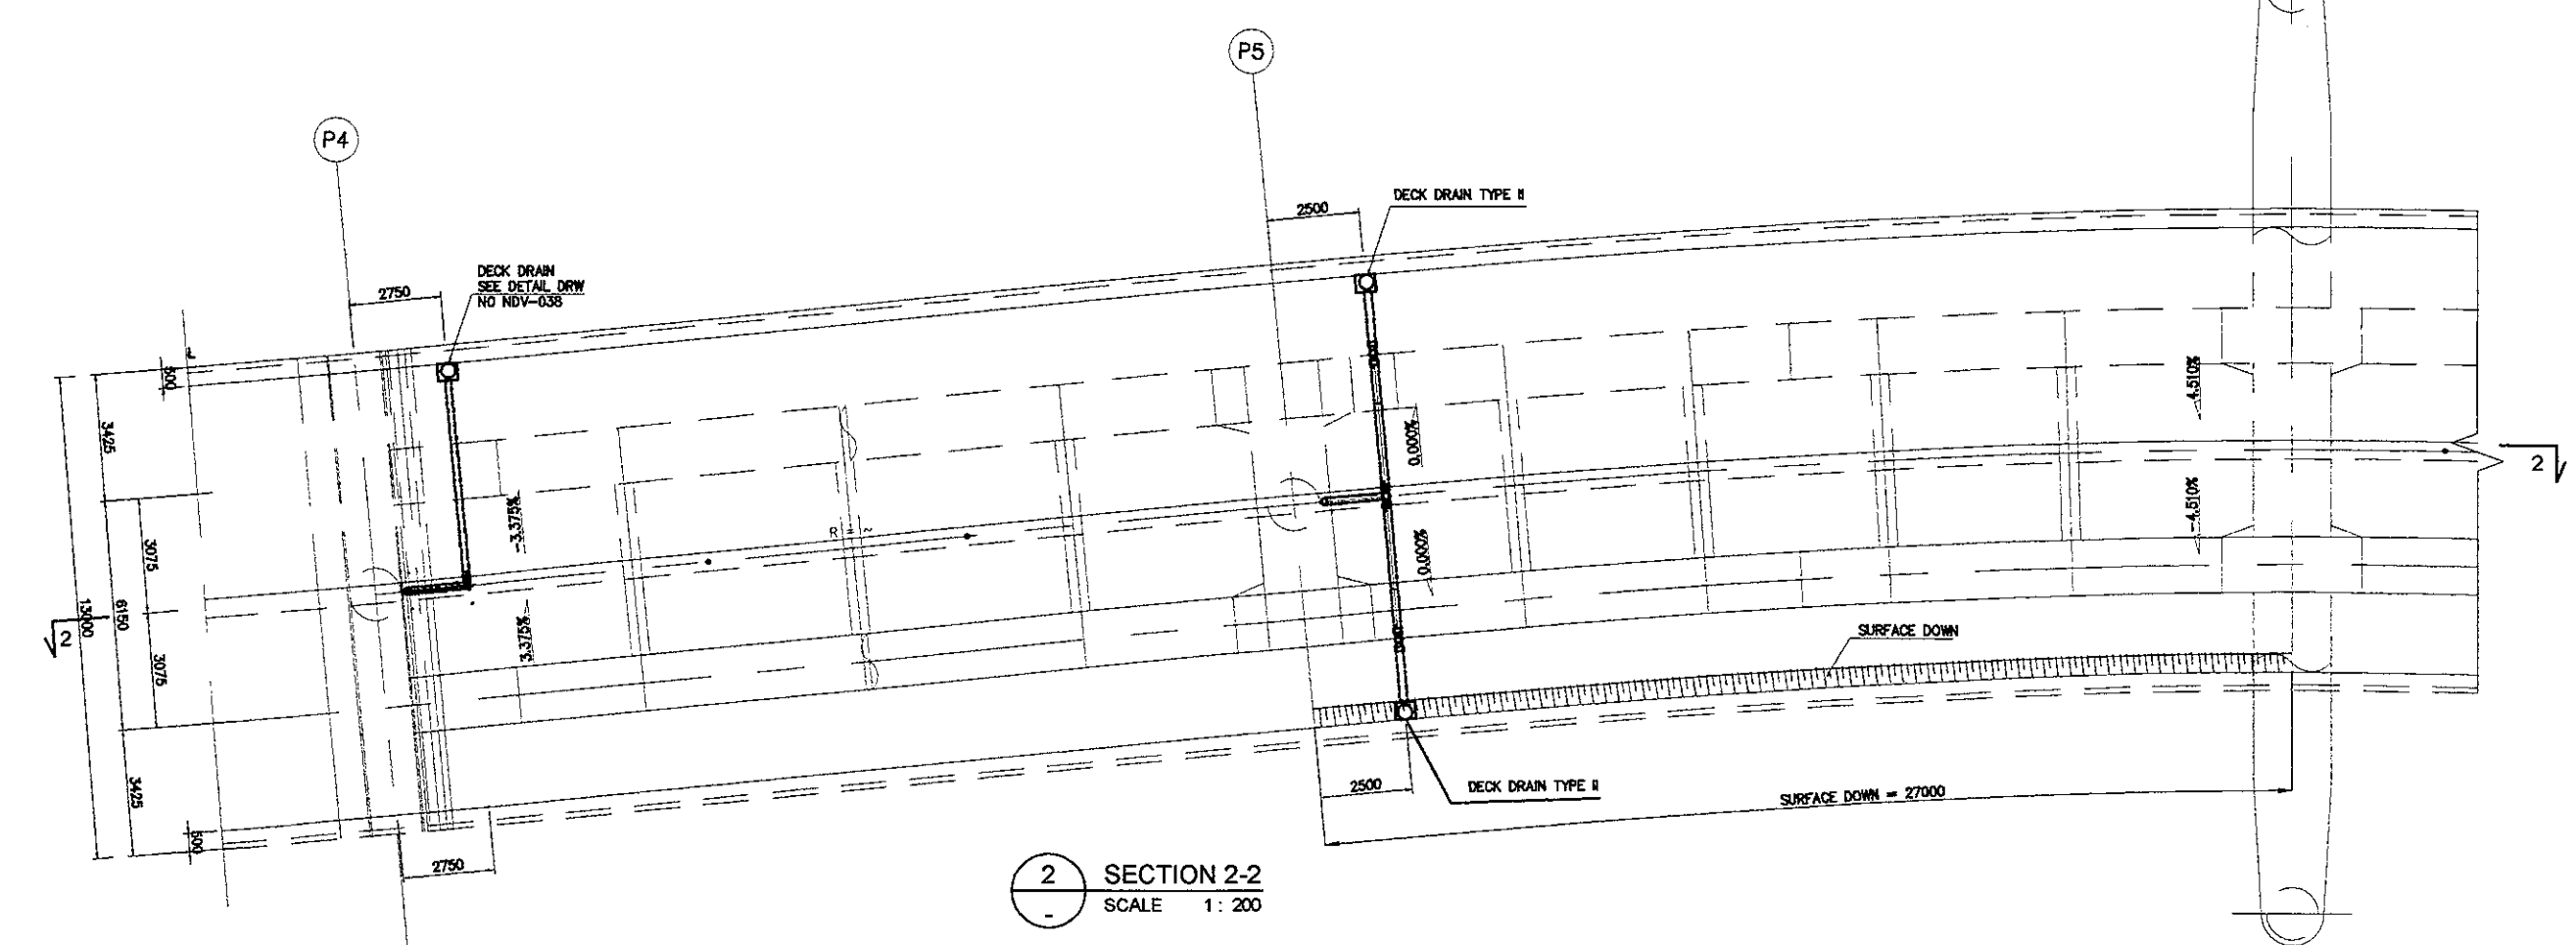 P4
P5
DECK DRAIN
SEE DETAIL DRW
NO NDV-038
2750
2500
DECK DRAIN TYPE II
500
3425
3075
6150
13000
3075
3425
500
-3.375%
3.375%
R = ~
0.000%
0.000%
-4.510%
-4.510%
2
2
SURFACE DOWN
2750
2500
DECK DRAIN TYPE II
SURFACE DOWN = 27000
2
-
SECTION 2-2
SCALE 1: 200